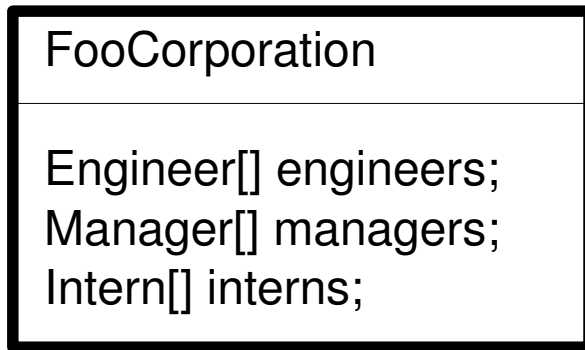 FooCorporation
Engineer[] engineers;
Manager[] managers;
Intern[] interns;